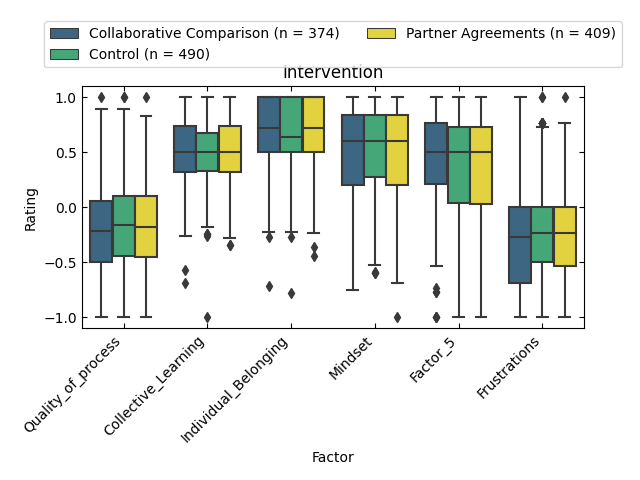 Collaborative Comparison (n = 374)
Control (n = 490)
Partner Agreements (n = 409)
Intervention
Rating
1.0
0.5
0.0
−0.5
−1.0
Quality_of_process
Collective_Learning
Individual_Belonging
Mindset
Factor_5
Frustrations
Factor